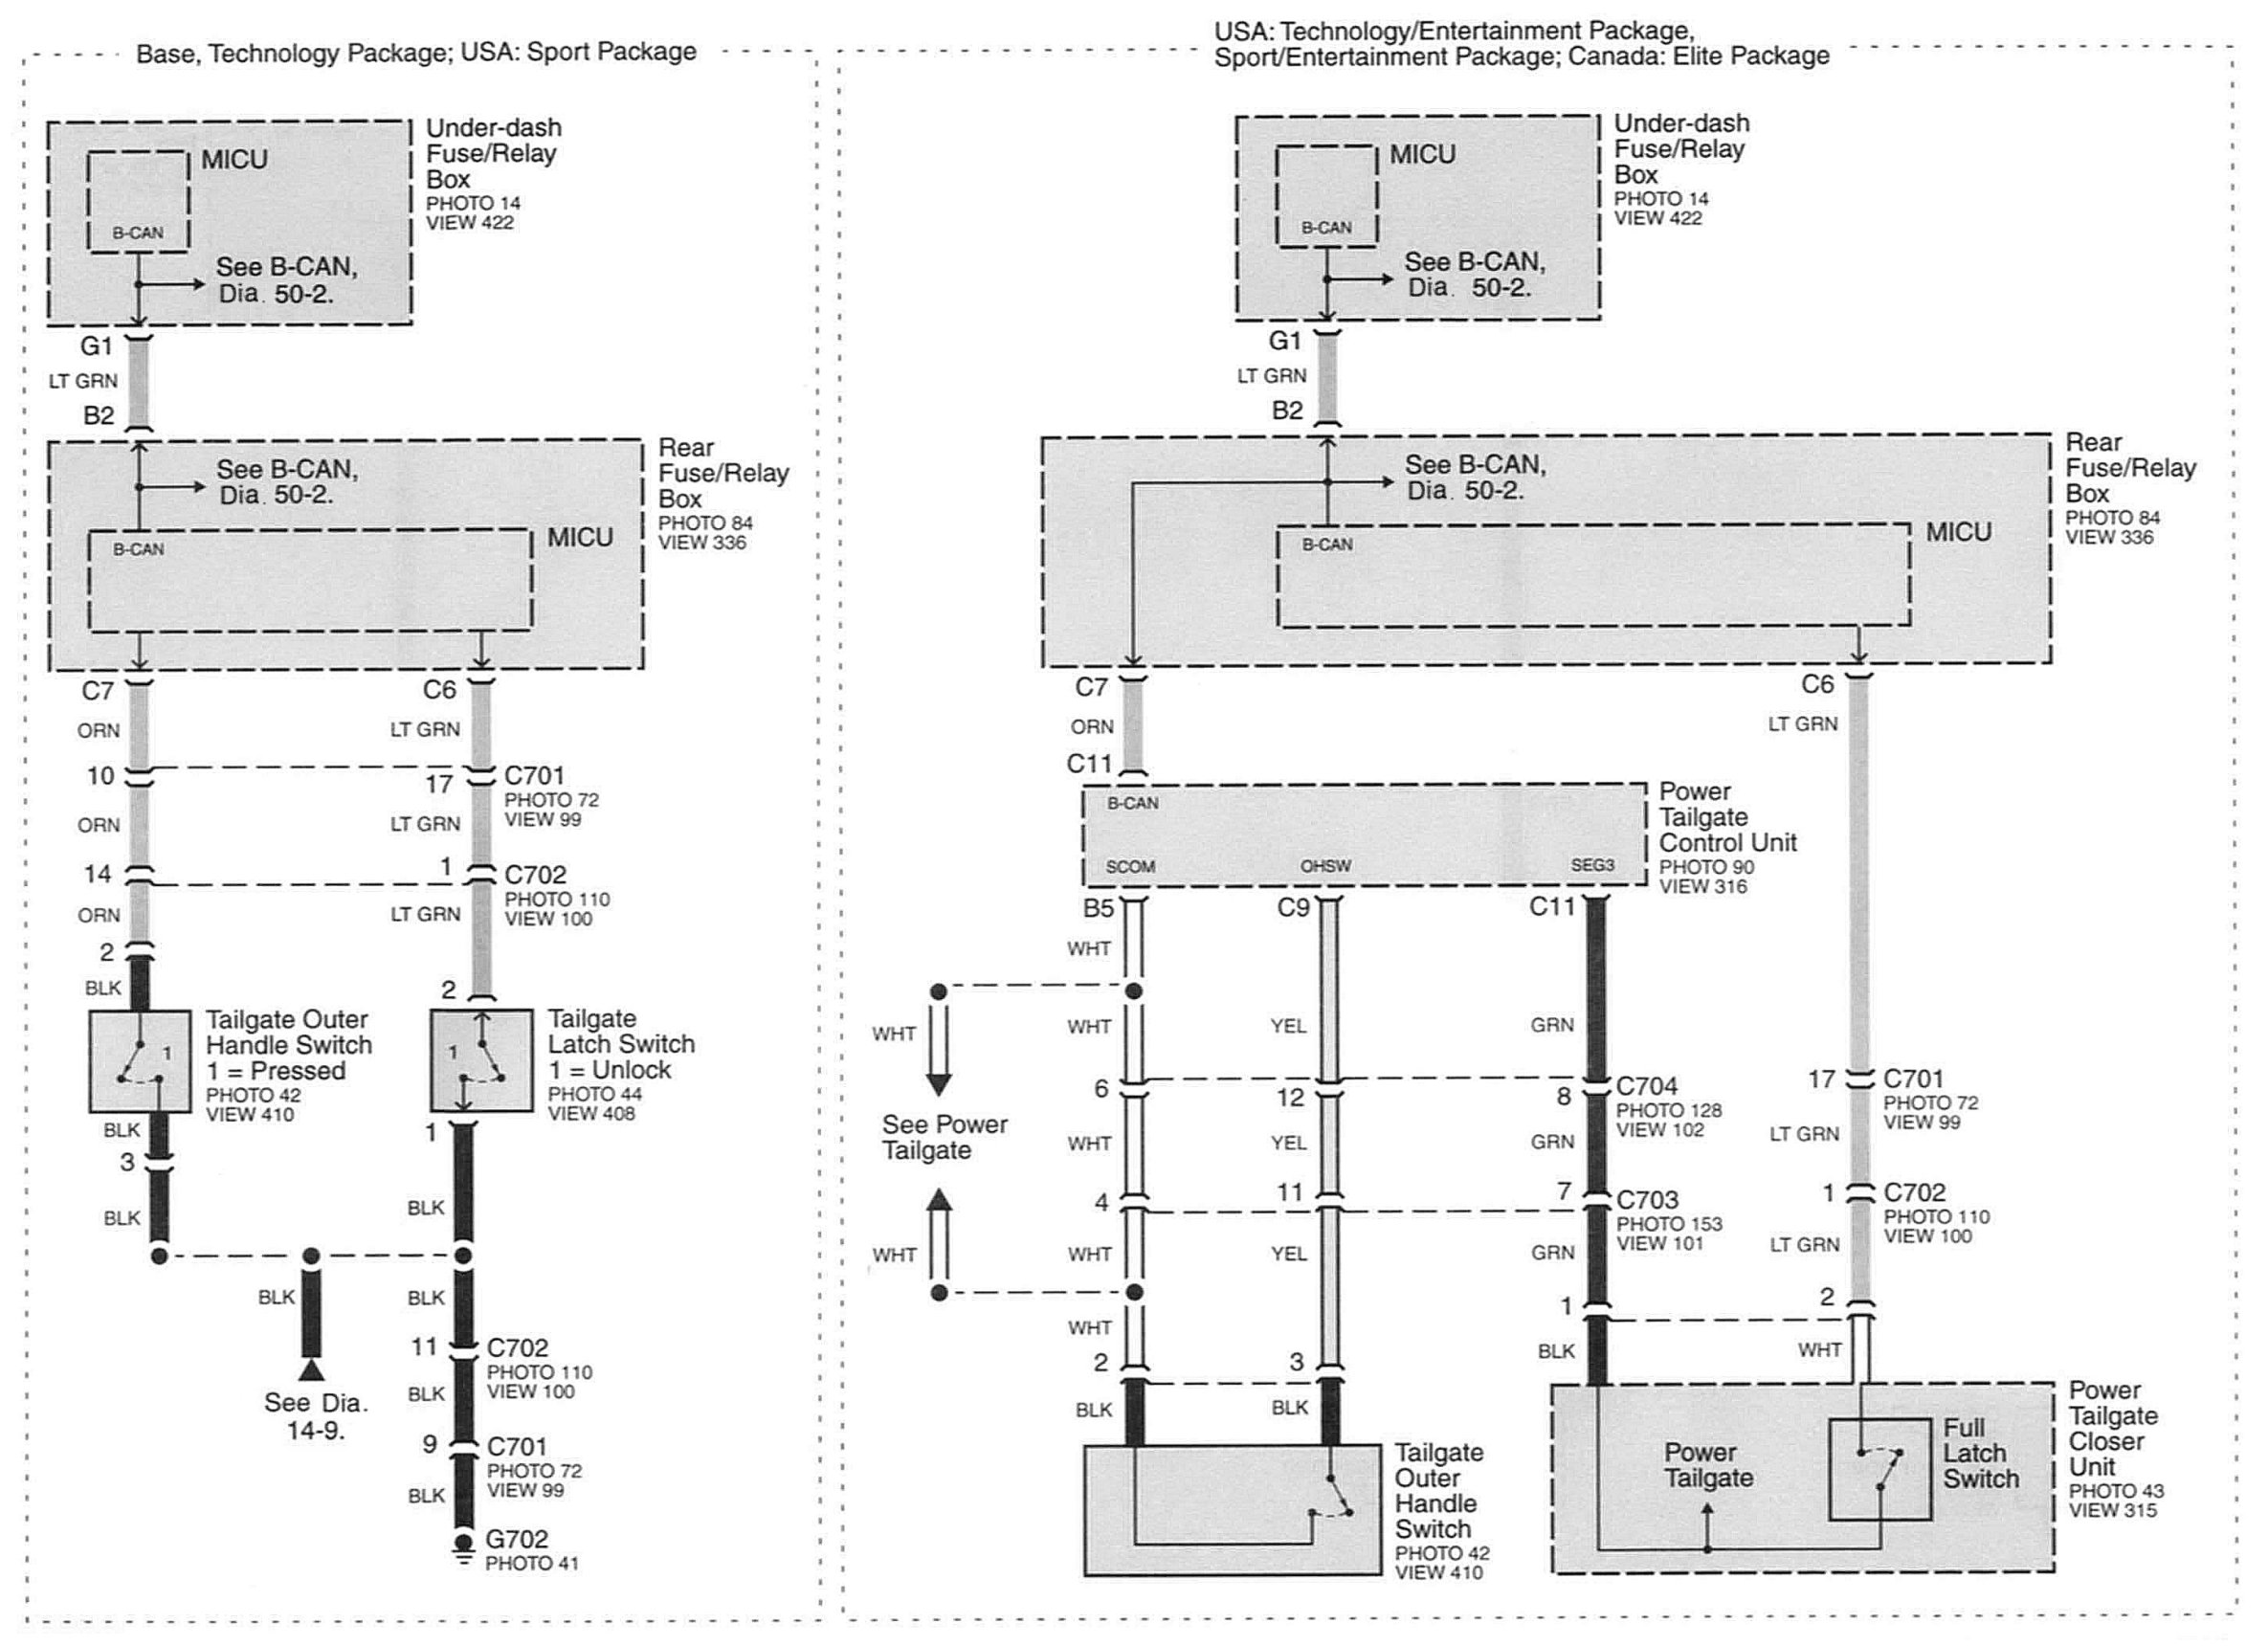 Base, Technology Package; USA: Sport Package
Under-dash
Fuse/Relay
Box
PHOTO 14
VIEW 422
MICU
B-CAN
See B-CAN,
Dia. 50-2.
G1
LT GRN
B2
Rear
Fuse/Relay
Box
PHOTO 84
VIEW 336
See B-CAN,
Dia. 50-2.
MICU
B-CAN
C7
C6
ORN
LT GRN
10
17
C701
PHOTO 72
VIEW 99
ORN
LT GRN
14
1
C702
PHOTO 110
VIEW 100
ORN
LT GRN
2
BLK
2
1
Tailgate Outer
Handle Switch
1 = Pressed
PHOTO 42
VIEW 410
1
Tailgate
Latch Switch
1 = Unlock
PHOTO 44
VIEW 408
BLK
3
BLK
1
BLK
BLK
See Dia.
14-9.
BLK
11
C702
PHOTO 110
VIEW 100
BLK
9
C701
PHOTO 72
VIEW 99
BLK
G702
PHOTO 41
USA: Technology/Entertainment Package,
Sport/Entertainment Package; Canada: Elite Package
Under-dash
Fuse/Relay
Box
PHOTO 14
VIEW 422
MICU
B-CAN
See B-CAN,
Dia. 50-2.
G1
LT GRN
B2
Rear
Fuse/Relay
Box
PHOTO 84
VIEW 336
See B-CAN,
Dia. 50-2.
MICU
B-CAN
C7
C6
ORN
LT GRN
C11
B-CAN
Power
Tailgate
Control Unit
PHOTO 90
VIEW 316
SCOM
OHSW
SEG3
B5
C9
C11
WHT
WHT
WHT
YEL
GRN
6
12
8
C704
PHOTO 128
VIEW 102
17
C701
PHOTO 72
VIEW 99
See Power
Tailgate
WHT
YEL
GRN
LT GRN
4
11
7
C703
PHOTO 153
VIEW 101
1
C702
PHOTO 110
VIEW 100
WHT
WHT
YEL
GRN
LT GRN
1
2
WHT
BLK
WHT
2
3
BLK
BLK
Tailgate
Outer
Handle
Switch
PHOTO 42
VIEW 410
Power
Tailgate
Full
Latch
Switch
Power
Tailgate
Closer
Unit
PHOTO 43
VIEW 315